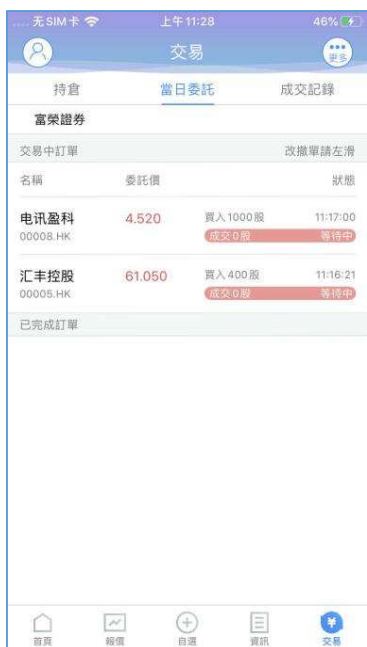 无SIM卡 上午11:28 46%
交易 更多
持倉 當日委託 成交記錄
富榮證券
交易中訂單 改撤單請左滑
名稱 委託價 狀態
电讯盈科 4.520 買入1000股 11:17:00
00008.HK 成交0股 等待中
汇丰控股 61.050 買入400股 11:16:21
00005.HK 成交0股 等待中
已完成訂單
首頁 報價 自選 資訊 交易